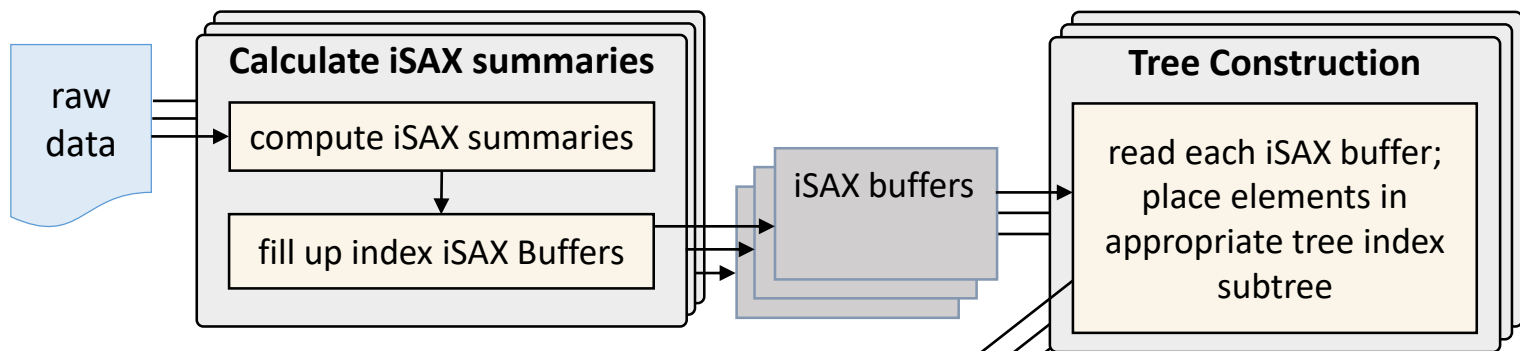 raw
data
Calculate iSAX summaries
compute iSAX summaries
fill up index iSAX Buffers
iSAX buffers
Tree Construction
read each iSAX buffer;
place elements in
appropriate tree index
subtree